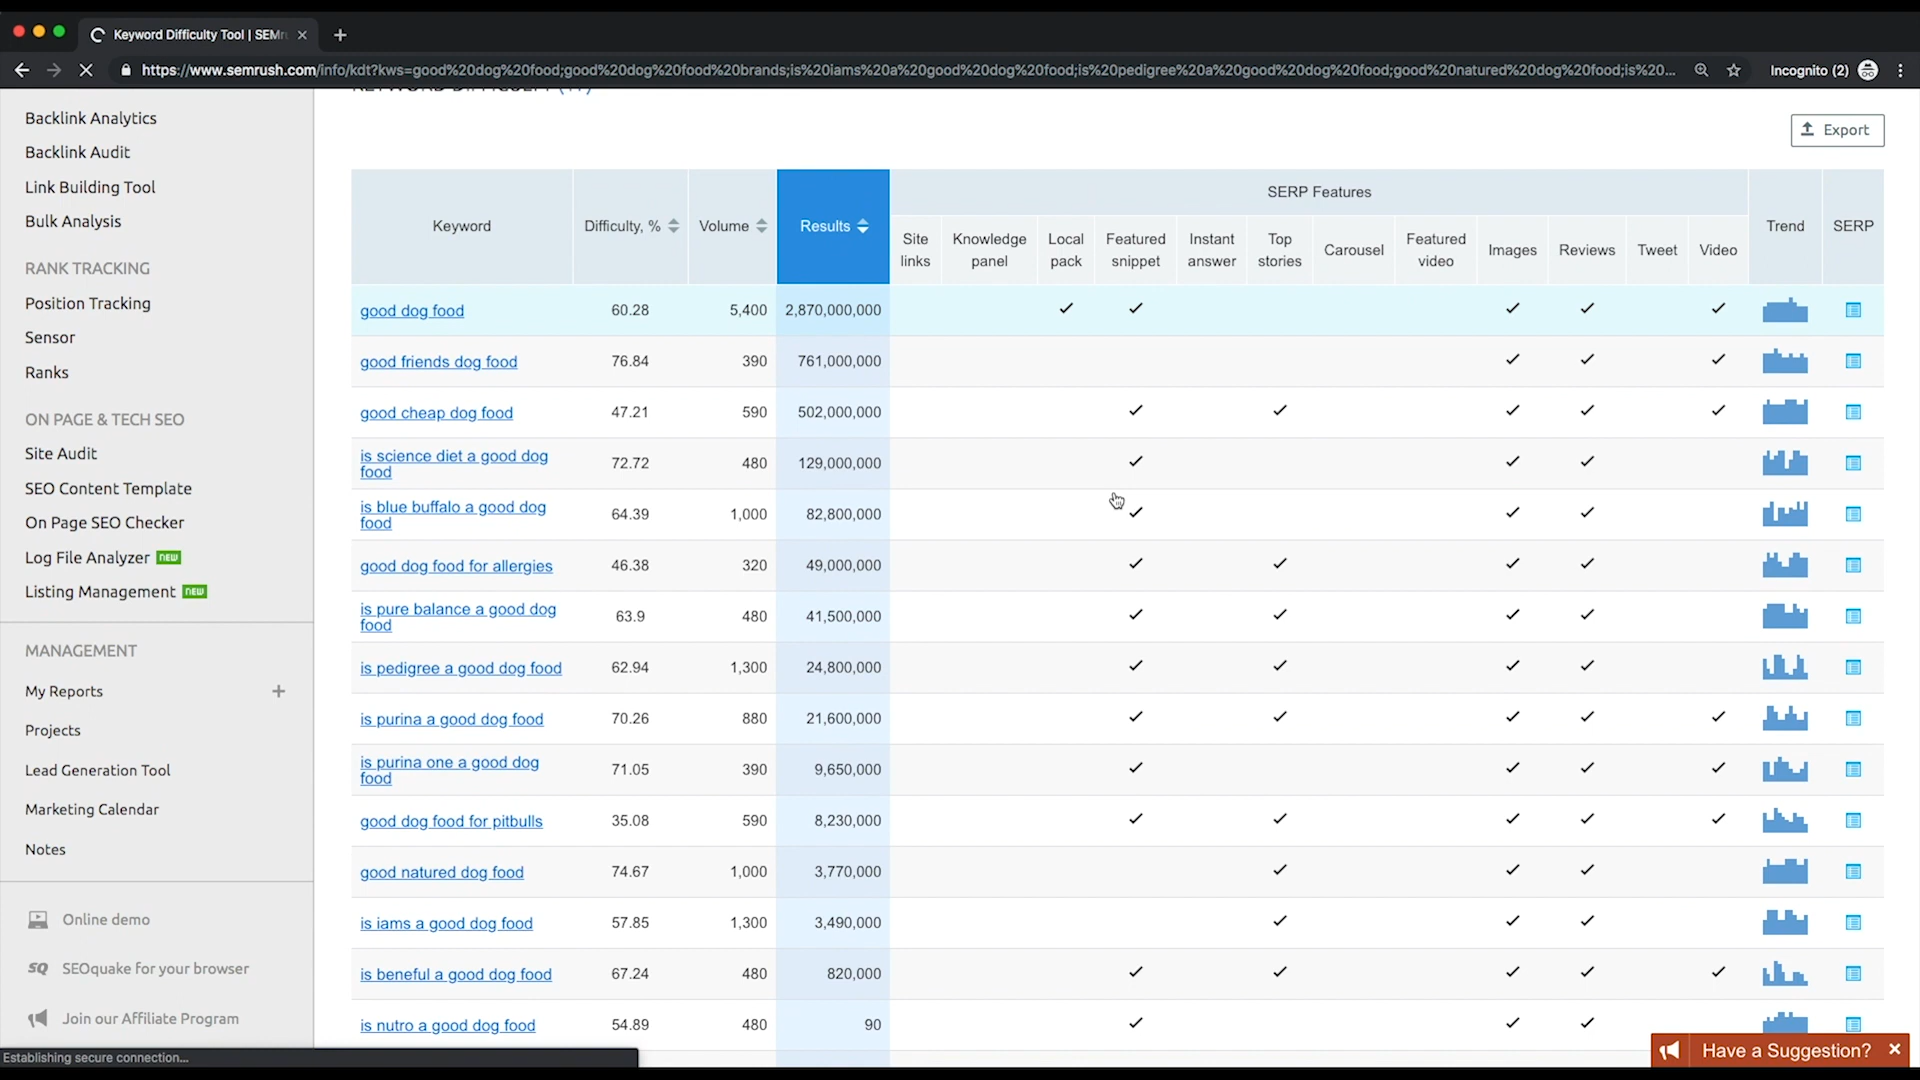 Keyword Difficulty Tool | SEMr
https://www.semrush.com/info/kdt?kws=good%20dog%20food;good%20dog%20food%20brands;is%20iams%20a%20good%20dog%20food;is%20pedigree%20a%20good%20dog%20food;good%20natured%20dog%20food;is%20...
Incognito (2)
Backlink Analytics
Backlink Audit
Link Building Tool
Bulk Analysis
RANK TRACKING
Position Tracking
Sensor
Ranks
ON PAGE & TECH SEO
Site Audit
SEO Content Template
On Page SEO Checker
Log File Analyzer NEW
Listing Management NEW
MANAGEMENT
My Reports +
Projects
Lead Generation Tool
Marketing Calendar
Notes
Online demo
SQ SEOquake for your browser
Join our Affiliate Program
Establishing secure connection...
Export
Keyword Difficulty, % Volume Results SERP Features Trend SERP
Site links Knowledge panel Local pack Featured snippet Instant answer Top stories Carousel Featured video Images Reviews Tweet Video
good dog food 60.28 5,400 2,870,000,000
good friends dog food 76.84 390 761,000,000
good cheap dog food 47.21 590 502,000,000
is science diet a good dog food 72.72 480 129,000,000
is blue buffalo a good dog food 64.39 1,000 82,800,000
good dog food for allergies 46.38 320 49,000,000
is pure balance a good dog food 63.9 480 41,500,000
is pedigree a good dog food 62.94 1,300 24,800,000
is purina a good dog food 70.26 880 21,600,000
is purina one a good dog food 71.05 390 9,650,000
good dog food for pitbulls 35.08 590 8,230,000
good natured dog food 74.67 1,000 3,770,000
is iams a good dog food 57.85 1,300 3,490,000
is beneful a good dog food 67.24 480 820,000
is nutro a good dog food 54.89 480 90
Have a Suggestion?